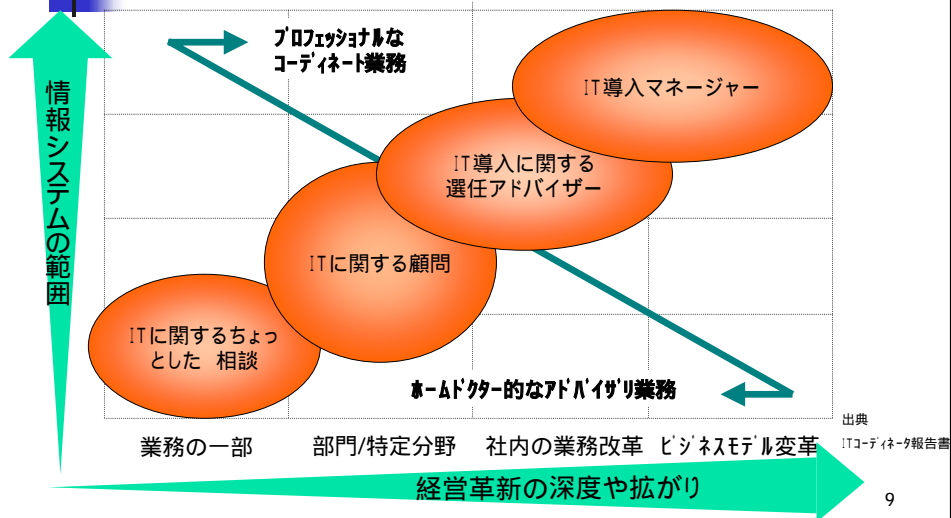 プロフェッショナルな
コーディネート業務
IT導入マネージャー
情報システムの範囲
IT導入に関する
選任アドバイザー
ITに関する顧問
ITに関するちょっ
とした 相談
ホームドクター的なアドバイザリ業務
出典
ITコーディネータ報告書
業務の一部
部門/特定分野
社内の業務改革
ビジネスモデル変革
経営革新の深度や拡がり
9